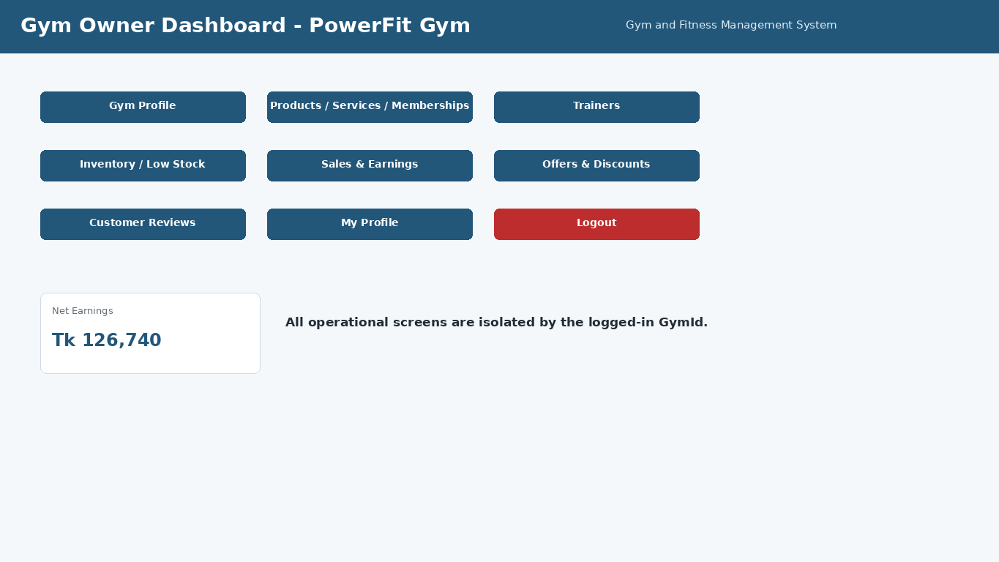 Gym Owner Dashboard - PowerFit Gym
Gym and Fitness Management System
Gym Profile
Products / Services / Memberships
Trainers
Inventory / Low Stock
Sales & Earnings
Offers & Discounts
Customer Reviews
My Profile
Logout
Net Earnings
Tk 126,740
All operational screens are isolated by the logged-in GymId.